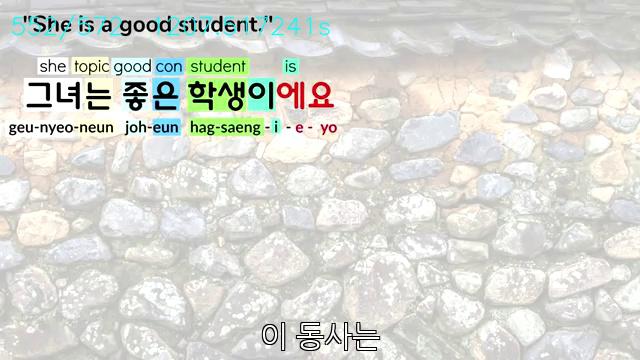 "She is a good student."
she topic good con student is
그녀는 좋은 학생이에요
geu-nyeo-neun joh-eun hag-saeng - i - e - yo
이 동사는